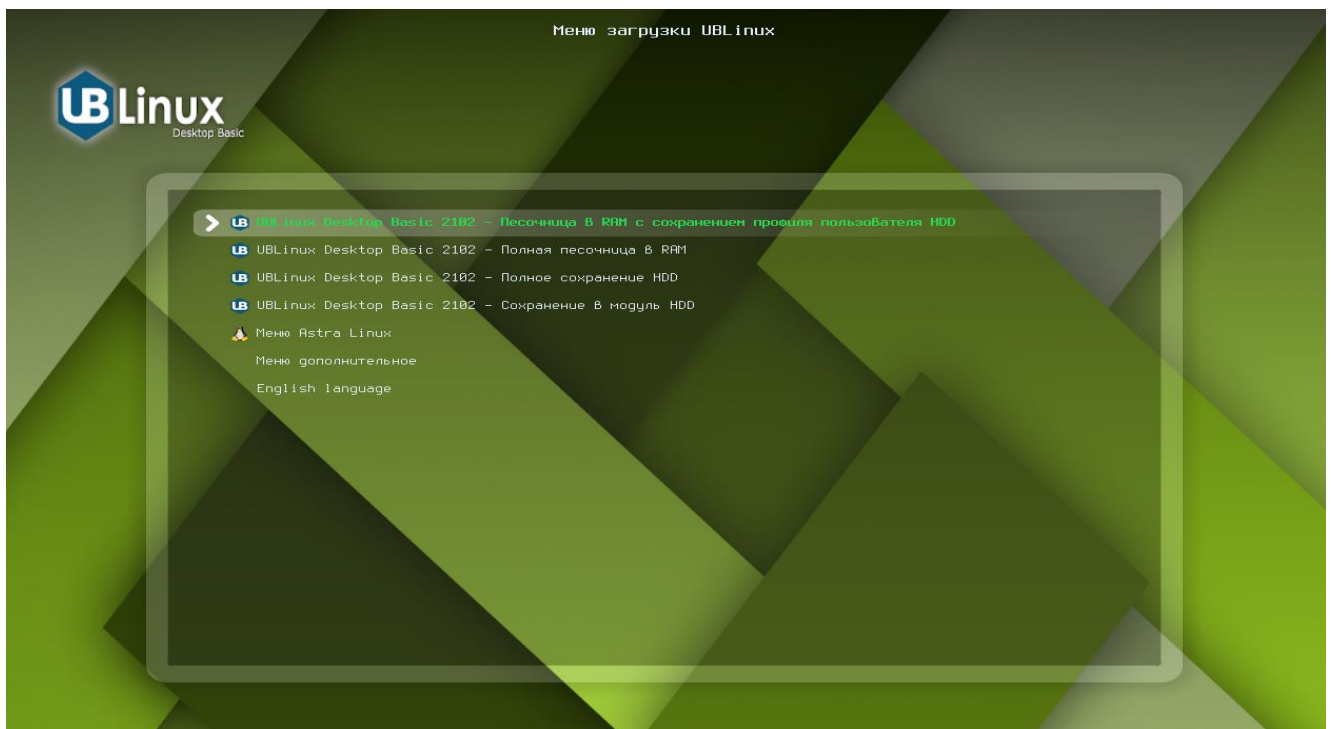 Меню загрузки UBLinux
UBLinux
Desktop Basic
UBLinux Desktop Basic 2102 – Песочница в RAM с сохранением профиля пользователя HDD
UBLinux Desktop Basic 2102 – Полная песочница в RAM
UBLinux Desktop Basic 2102 – Полное сохранение HDD
UBLinux Desktop Basic 2102 – Сохранение в модуль HDD
Меню Astra Linux
Меню дополнительное
English language